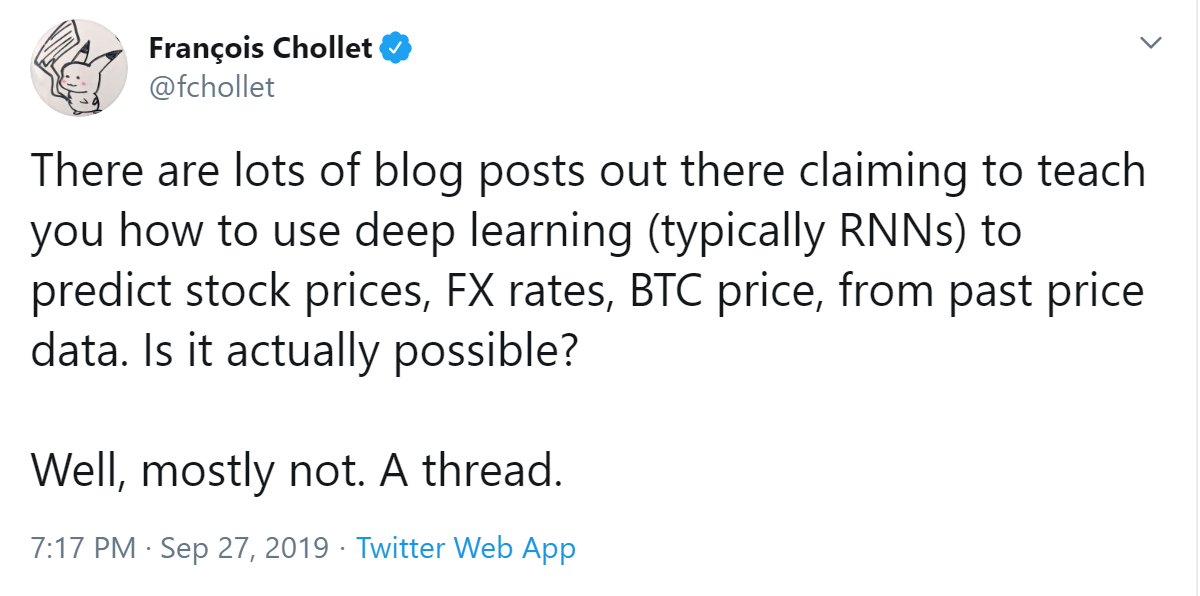 François Chollet
@fchollet
There are lots of blog posts out there claiming to teach
you how to use deep learning (typically RNNs) to
predict stock prices, FX rates, BTC price, from past price
data. Is it actually possible?
Well, mostly not. A thread.
7:17 PM · Sep 27, 2019 · Twitter Web App